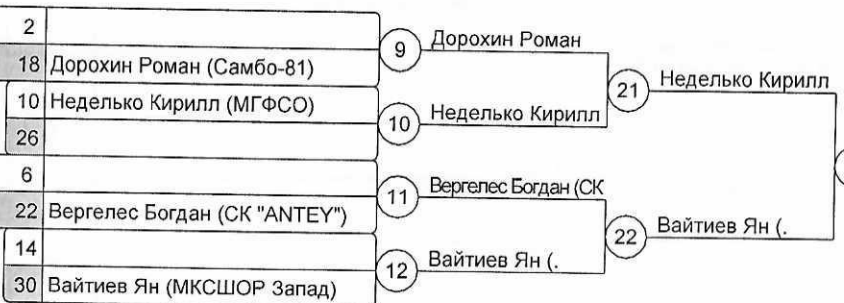 2
18 Дорохин Роман (Самбо-81)
9 Дорохин Роман
10 Неделько Кирилл (МГФСО)
26
10 Неделько Кирилл
21 Неделько Кирилл
6
22 Вергелес Богдан (СК "ANTEY")
11 Вергелес Богдан (СК
14
30 Вайтиев Ян (МКСШОР Запад)
12 Вайтиев Ян (.
22 Вайтиев Ян (.